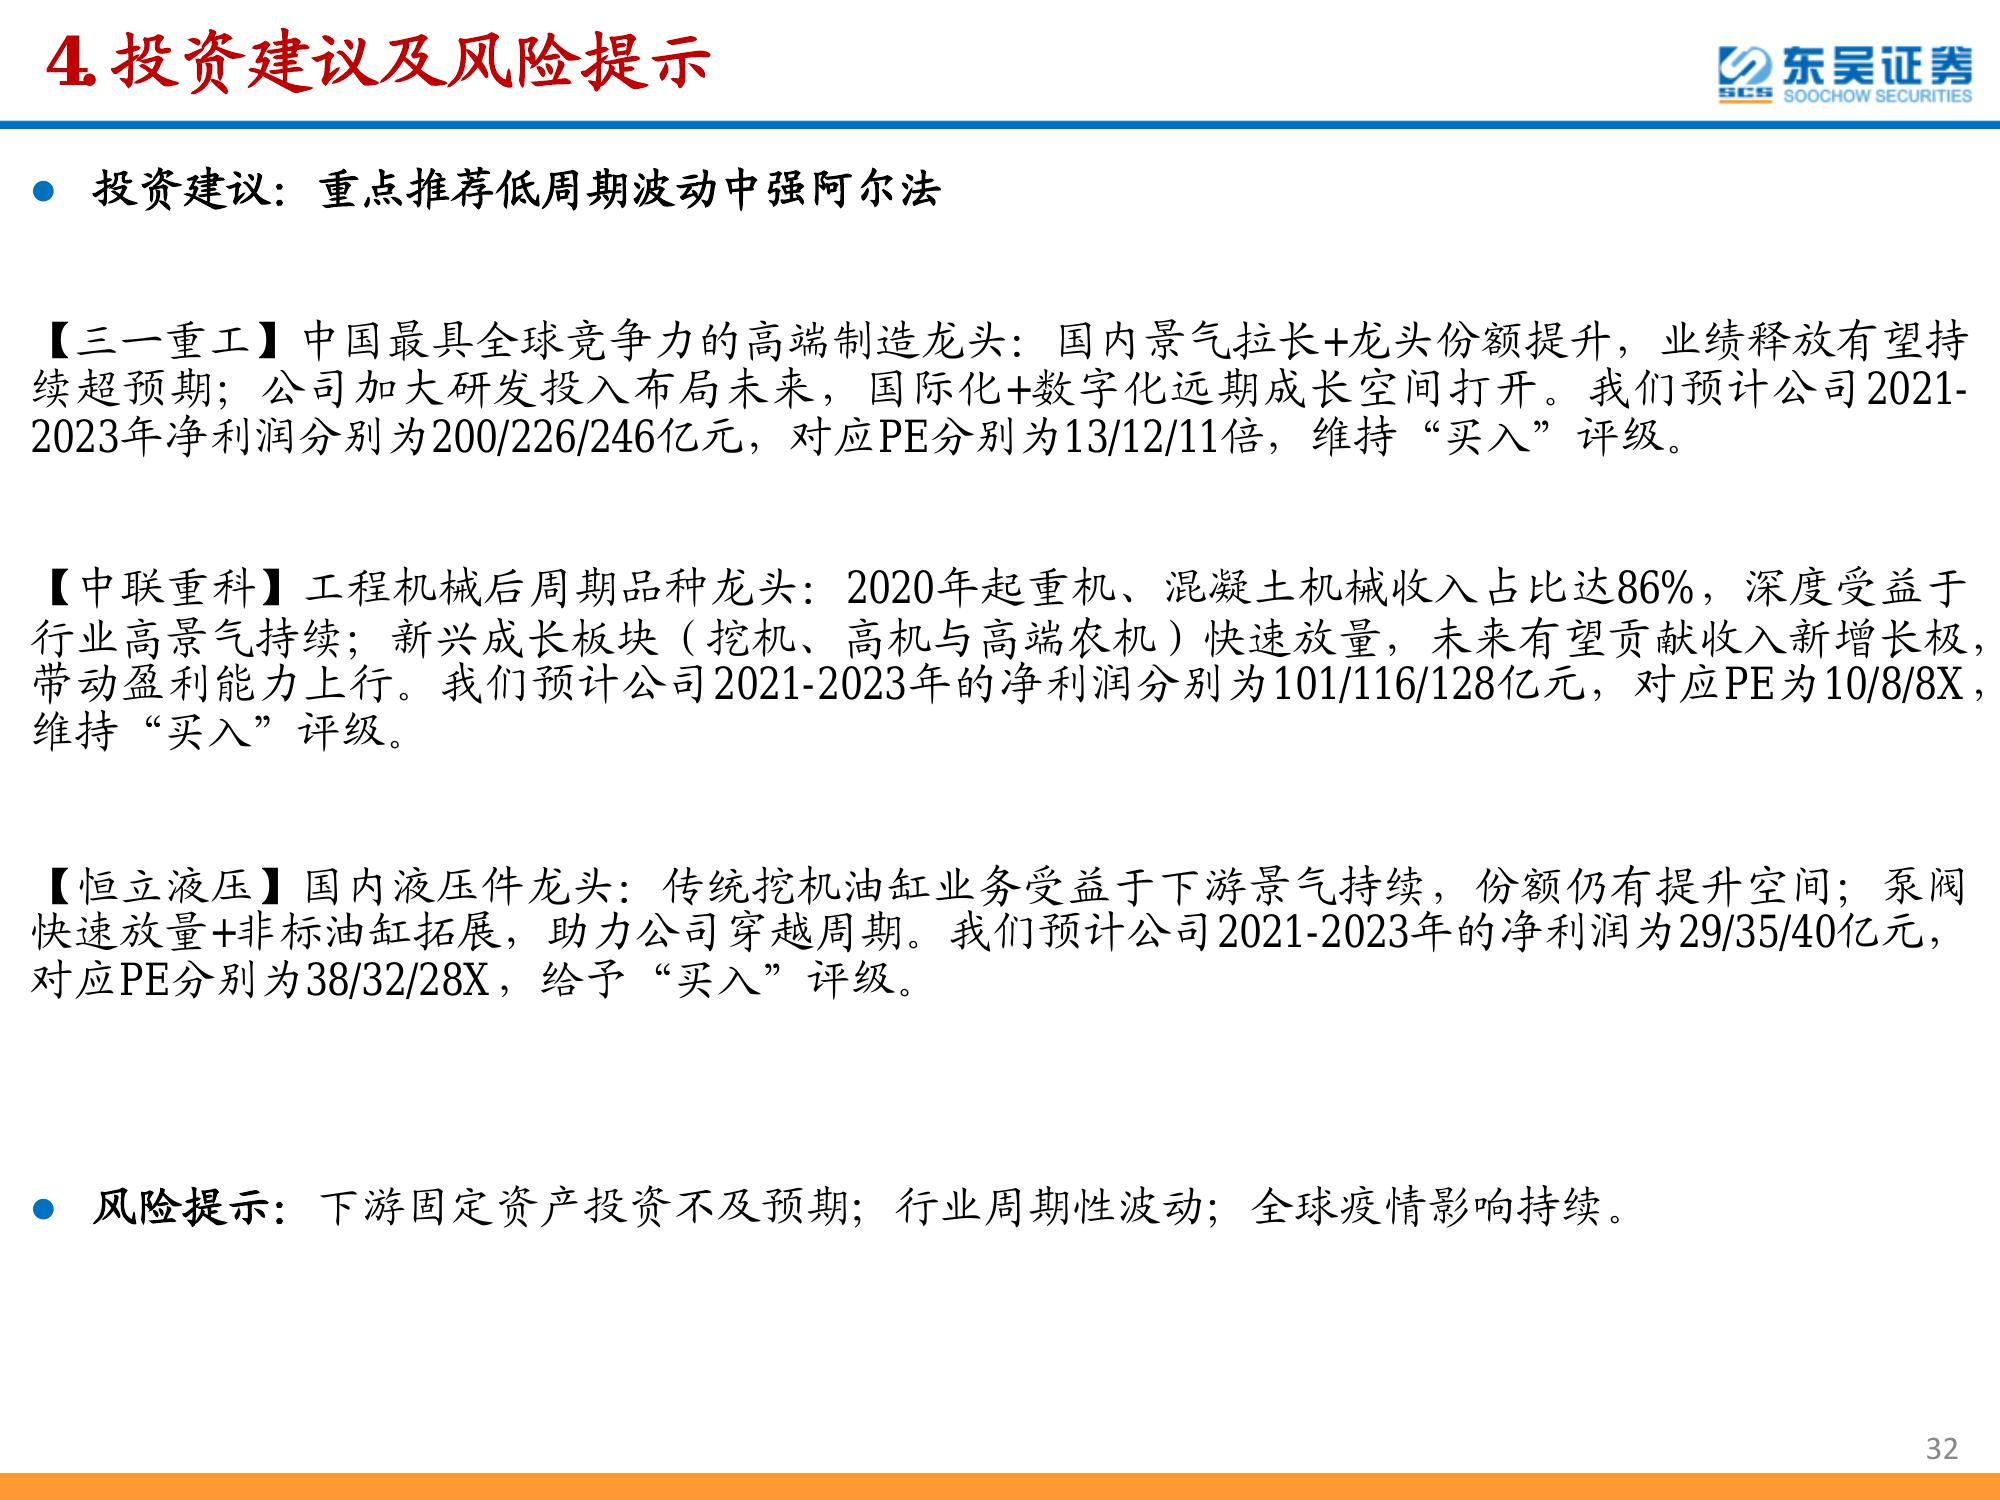 4.投资建议及风险提示
东吴证券
SCS SOOCHOW SECURITIES
● 投资建议：重点推荐低周期波动中强阿尔法
【三一重工】中国最具全球竞争力的高端制造龙头：国内景气拉长+龙头份额提升，业绩释放有望持
续超预期；公司加大研发投入布局未来，国际化+数字化远期成长空间打开。我们预计公司2021-
2023年净利润分别为200/226/246亿元，对应PE分别为13/12/11倍，维持“买入”评级。
【中联重科】工程机械后周期品种龙头：2020年起重机、混凝土机械收入占比达86%，深度受益于
行业高景气持续；新兴成长板块（挖机、高机与高端农机）快速放量，未来有望贡献收入新增长极，
带动盈利能力上行。我们预计公司2021-2023年的净利润分别为101/116/128亿元，对应PE为10/8/8X，
维持“买入”评级。
【恒立液压】国内液压件龙头：传统挖机油缸业务受益于下游景气持续，份额仍有提升空间；泵阀
快速放量+非标油缸拓展，助力公司穿越周期。我们预计公司2021-2023年的净利润为29/35/40亿元，
对应PE分别为38/32/28X，给予“买入”评级。
● 风险提示：下游固定资产投资不及预期；行业周期性波动；全球疫情影响持续。
32